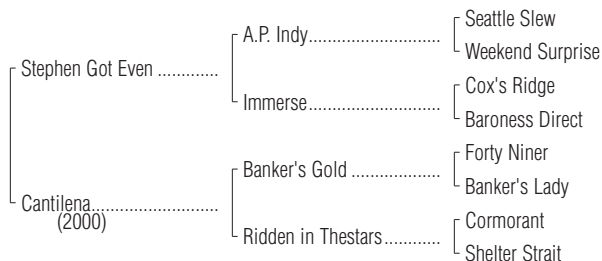 Seattle Slew
A.P. Indy
Weekend Surprise
Stephen Got Even
Cox's Ridge
Immerse
Baroness Direct
Forty Niner
Banker's Gold
Banker's Lady
Cantilena
(2000)
Cormorant
Ridden in Thestars
Shelter Strait